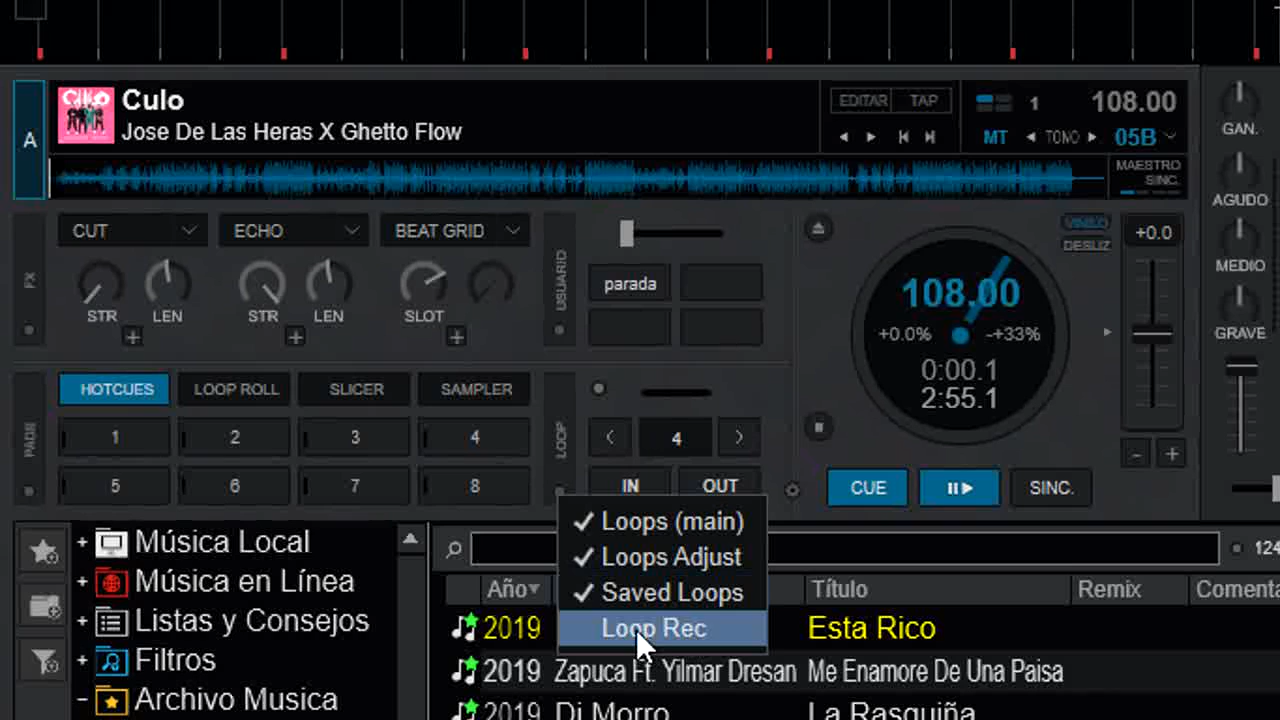 A
Culo
Jose De Las Heras X Ghetto Flow
EDITAR TAP
1 108.00
MT TONO 05B
MAESTRO
SINC.
GAN.
AGUDO
MEDIO
GRAVE
FX
CUT ECHO BEAT GRID
STR LEN STR LEN SLOT
USUARIO
parada
VINILO
DESLIZ
+0.0
108.00
+0.0% -+33%
0:00.1
2:55.1
PADS
HOTCUES LOOP ROLL SLICER SAMPLER
1 2 3 4
5 6 7 8
LOOP
4
IN OUT
CUE SINC.
Loops (main)
Loops Adjust
Saved Loops
Loop Rec
+ Música Local
+ Música en Línea
+ Listas y Consejos
+ Filtros
− Archivo Musica
124
Año Título Remix
2019 Esta Rico
2019 Zapuca Ft. Yilmar Dresan Me Enamore De Una Paisa
2019 Dj Morro La Rasquiña